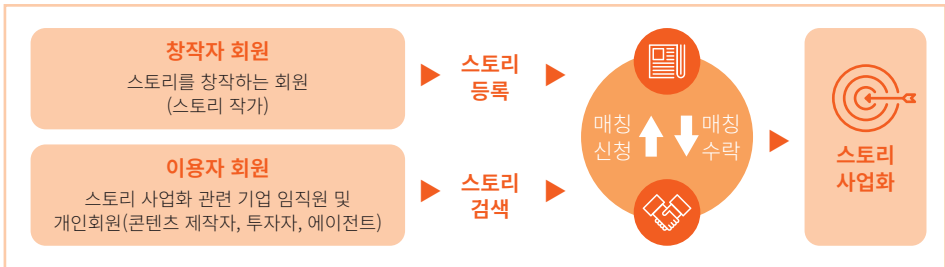 창작자 회원
스토리를 창작하는 회원
(스토리 작가)
스토리
등록
이용자 회원
스토리 사업화 관련 기업 임직원 및
개인회원(콘텐츠 제작자, 투자자, 에이전트)
스토리
검색
매칭
신청
매칭
수락
스토리
사업화